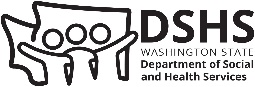 DSHS
WASHINGTON STATE
Department of Social
and Health Services